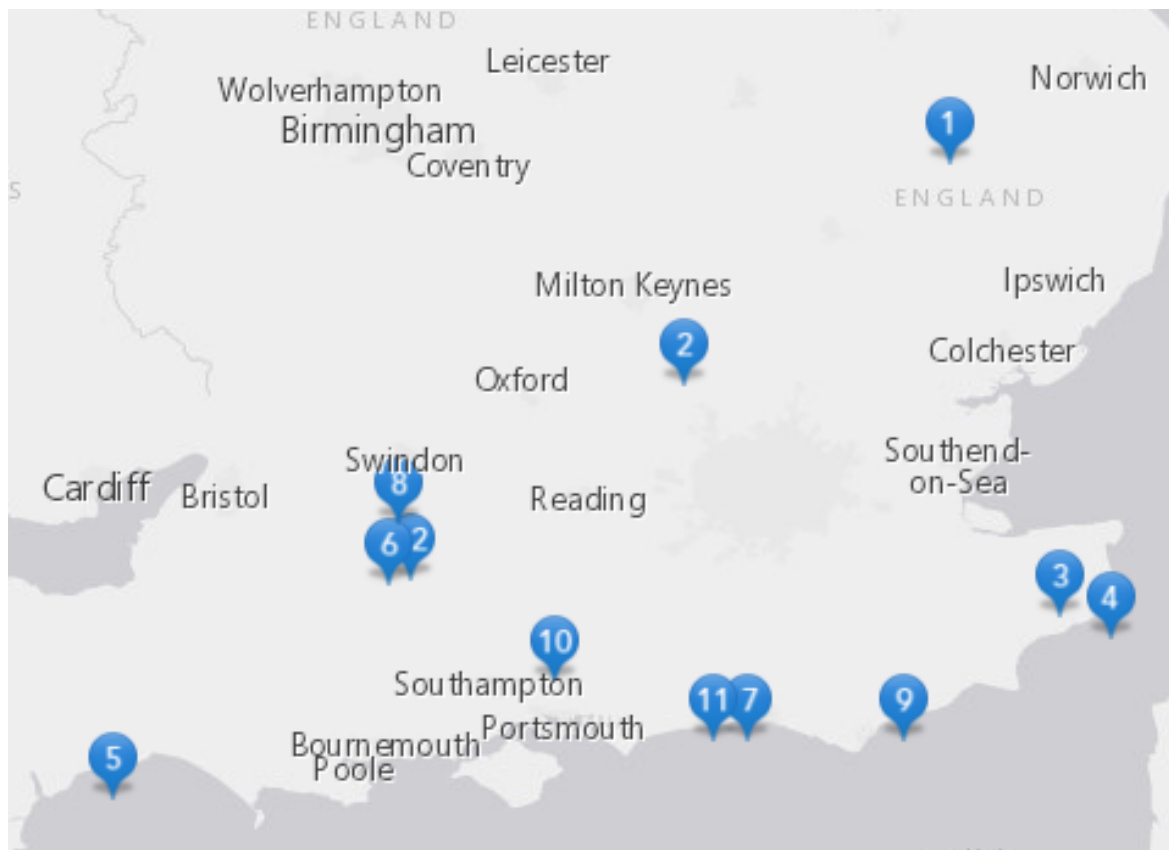 ENGLAND
Leicester
Norwich
Wolverhampton
Birmingham
1
Coventry
S
ENGLAND
Milton Keynes
Ipswich
2
Colchester
Oxford
Swindon
Southend-
on-Sea
8
Cardiff
Bristol
Reading
6
2
3
4
10
Southampton
11
7
9
Portsmouth
Bournemouth
5
Poole